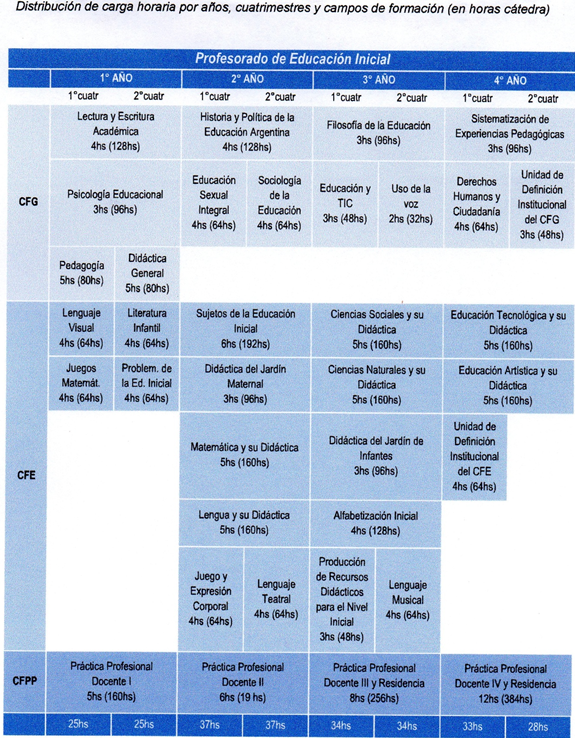 Distribución de carga horaria por años, cuatrimestres y campos de formación (en horas cátedra)
Profesorado de Educación Inicial
1° AÑO 2° AÑO 3° AÑO 4° AÑO
1°cuatr 2°cuatr 1°cuatr 2°cuatr 1°cuatr 2°cuatr 1°cuatr 2°cuatr
CFG
Lectura y Escritura
Académica
4hs (128hs)
Historia y Política de la
Educación Argentina
4hs (128hs)
Filosofía de la Educación
3hs (96hs)
Sistematización de
Experiencias Pedagógicas
3hs (96hs)
Psicología Educacional
3hs (96hs)
Educación
Sexual
Integral
4hs (64hs)
Sociología
de la
Educación
4hs (64hs)
Educación y
TIC
3hs (48hs)
Uso de la
voz
2hs (32hs)
Derechos
Humanos y
Ciudadanía
4hs (64hs)
Unidad de
Definición
Institucional
del CFG
3hs (48hs)
Pedagogía
5hs (80hs)
Didáctica
General
5hs (80hs)
CFE
Lenguaje
Visual
4hs (64hs)
Literatura
Infantil
4hs (64hs)
Sujetos de la Educación
Inicial
6hs (192hs)
Ciencias Sociales y su
Didáctica
5hs (160hs)
Educación Tecnológica y su
Didáctica
5hs (160hs)
Juegos
Matemát.
4hs (64hs)
Problem. de
la Ed. Inicial
4hs (64hs)
Didáctica del Jardín
Maternal
3hs (96hs)
Ciencias Naturales y su
Didáctica
5hs (160hs)
Educación Artística y su
Didáctica
5hs (160hs)
Matemática y su Didáctica
5hs (160hs)
Didáctica del Jardín de
Infantes
3hs (96hs)
Unidad de
Definición
Institucional
del CFE
4hs (64hs)
Lengua y su Didáctica
5hs (160hs)
Alfabetización Inicial
4hs (128hs)
Juego y
Expresión
Corporal
4hs (64hs)
Lenguaje
Teatral
4hs (64hs)
Producción
de Recursos
Didácticos
para el Nivel
Inicial
3hs (48hs)
Lenguaje
Musical
4hs (64hs)
CFPP
Práctica Profesional
Docente I
5hs (160hs)
Práctica Profesional
Docente II
6hs (19 hs)
Práctica Profesional
Docente III y Residencia
8hs (256hs)
Práctica Profesional
Docente IV y Residencia
12hs (384hs)
25hs 25hs 37hs 37hs 34hs 34hs 33hs 28hs